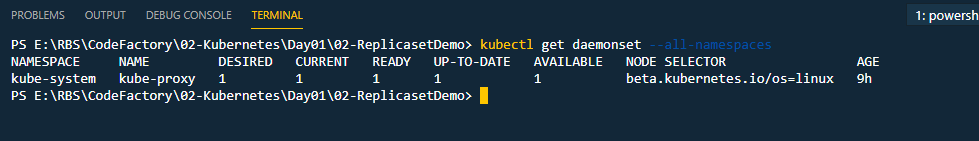 PROBLEMS OUTPUT DEBUG CONSOLE TERMINAL 1: powersh
PS E:\RBS\CodeFactory\02-Kubernetes\Day01\02-ReplicasetDemo> kubectl get daemonset --all-namespaces
NAMESPACE NAME DESIRED CURRENT READY UP-TO-DATE AVAILABLE NODE SELECTOR AGE
kube-system kube-proxy 1 1 1 1 1 beta.kubernetes.io/os=linux 9h
PS E:\RBS\CodeFactory\02-Kubernetes\Day01\02-ReplicasetDemo>